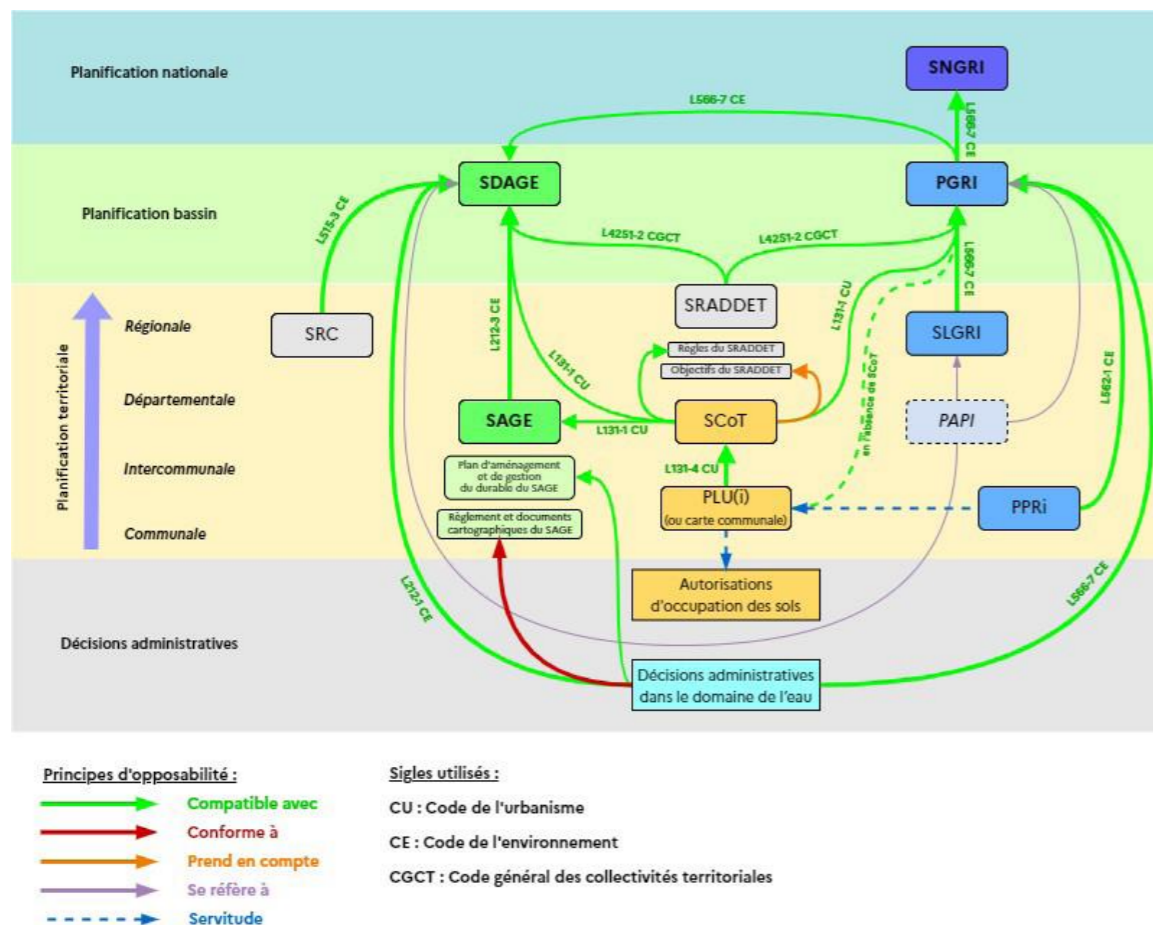 Planification nationale
SNGRI
L566-7 CE
L566-7 CE
SDAGE
PGRI
Planification bassin
L515-3 CE
L4251-2 CGCT
L4251-2 CGCT
L566-7 CE
Planification territoriale
Régionale
SRC
SRADDET
SLGRI
L212-3 CE
L131-1 CU
L131-1 CU
Règles du SRADDET
Objectifs du SRADDET
en l'absence de SCoT
L562-1 CE
Départementale
SAGE
L131-1 CU
SCoT
PAPI
Intercommunale
Plan d'aménagement
et de gestion
du durable du SAGE
L131-4 CU
PLU(i)
(ou carte communale)
PPRi
Communale
Règlement et documents
cartographiques du SAGE
Autorisations
d'occupation des sols
L212-1 CE
L566-7 CE
Décisions administratives
Décisions administratives
dans le domaine de l'eau
Principes d'opposabilité :
Compatible avec
Conforme à
Prend en compte
Se réfère à
Servitude
Sigles utilisés :
CU : Code de l'urbanisme
CE : Code de l'environnement
CGCT : Code général des collectivités territoriales